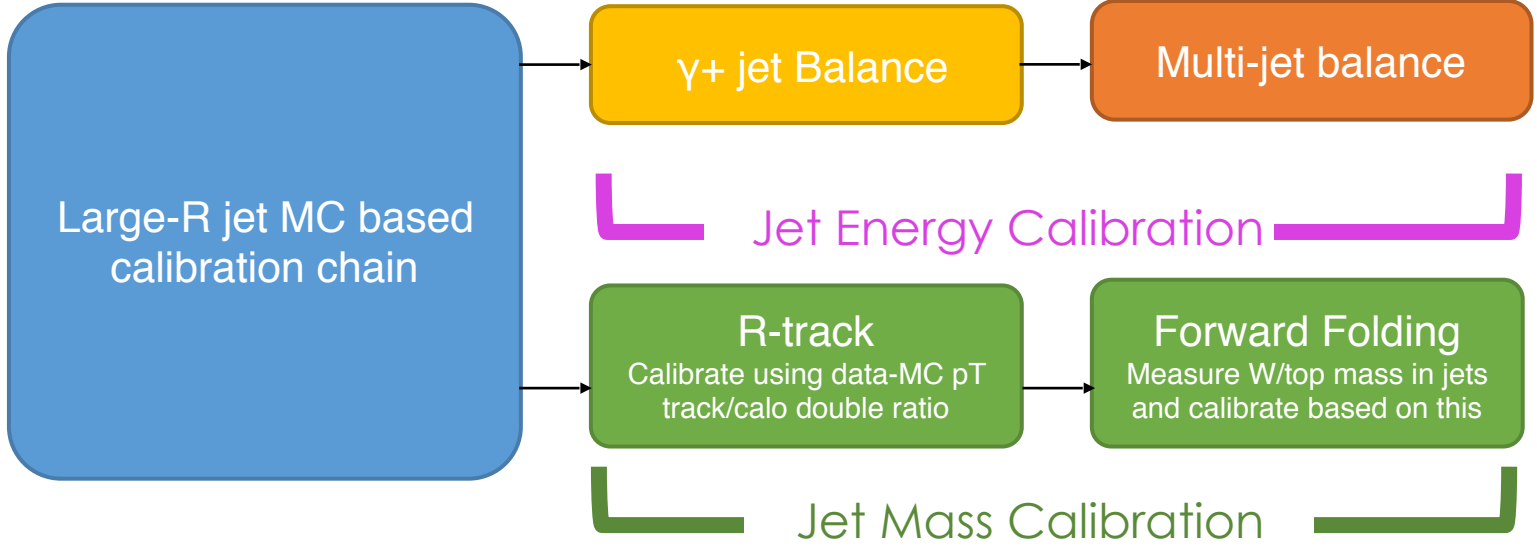 Large-R jet MC based
calibration chain
γ+ jet Balance
Multi-jet balance
Jet Energy Calibration
R-track
Calibrate using data-MC pT
track/calo double ratio
Forward Folding
Measure W/top mass in jets
and calibrate based on this
Jet Mass Calibration